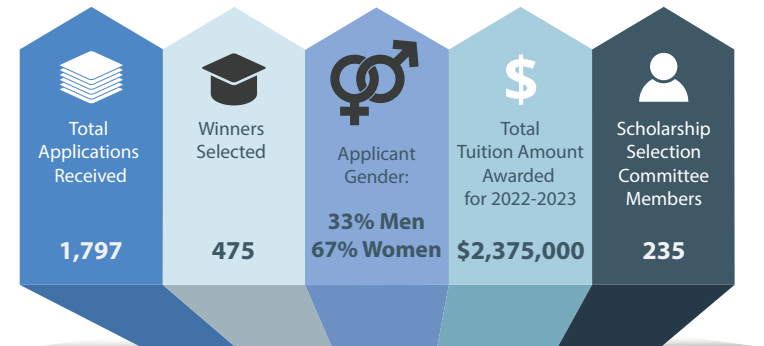 Total
Applications
Received
1,797
Winners
Selected
475
Applicant
Gender:
33% Men
67% Women
$
Total
Tuition Amount
Awarded
for 2022-2023
$2,375,000
Scholarship
Selection
Committee
Members
235